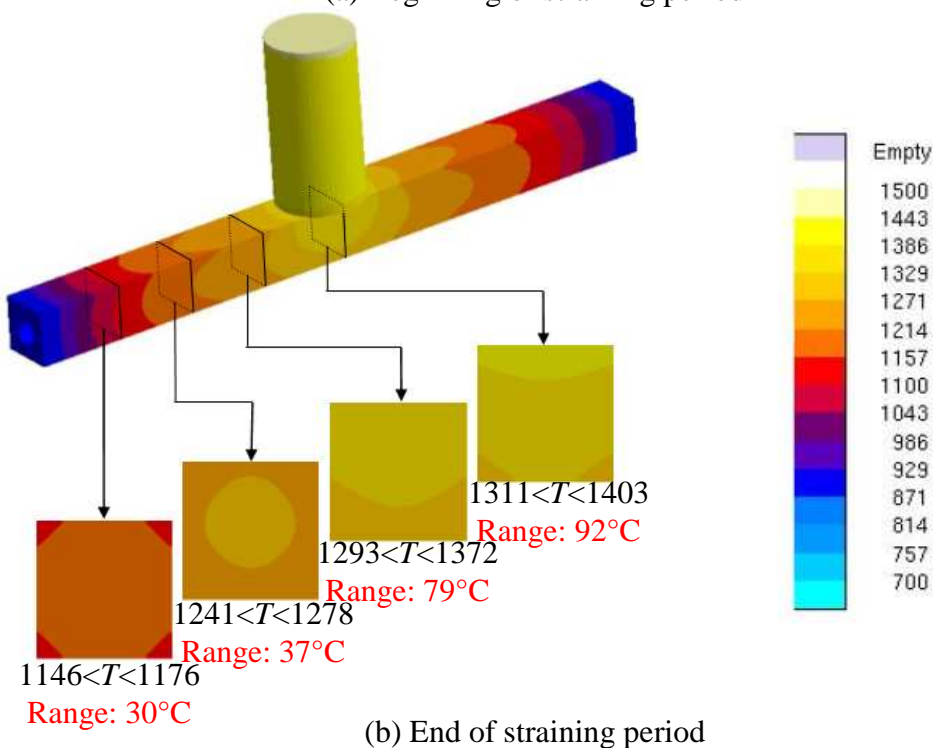 Empty
1500
1443
1386
1329
1271
1214
1157
1100
1043
986
929
871
814
757
700
1311<T<1403
Range: 92°C
1293<T<1372
Range: 79°C
1241<T<1278
Range: 37°C
1146<T<1176
Range: 30°C
(b) End of straining period